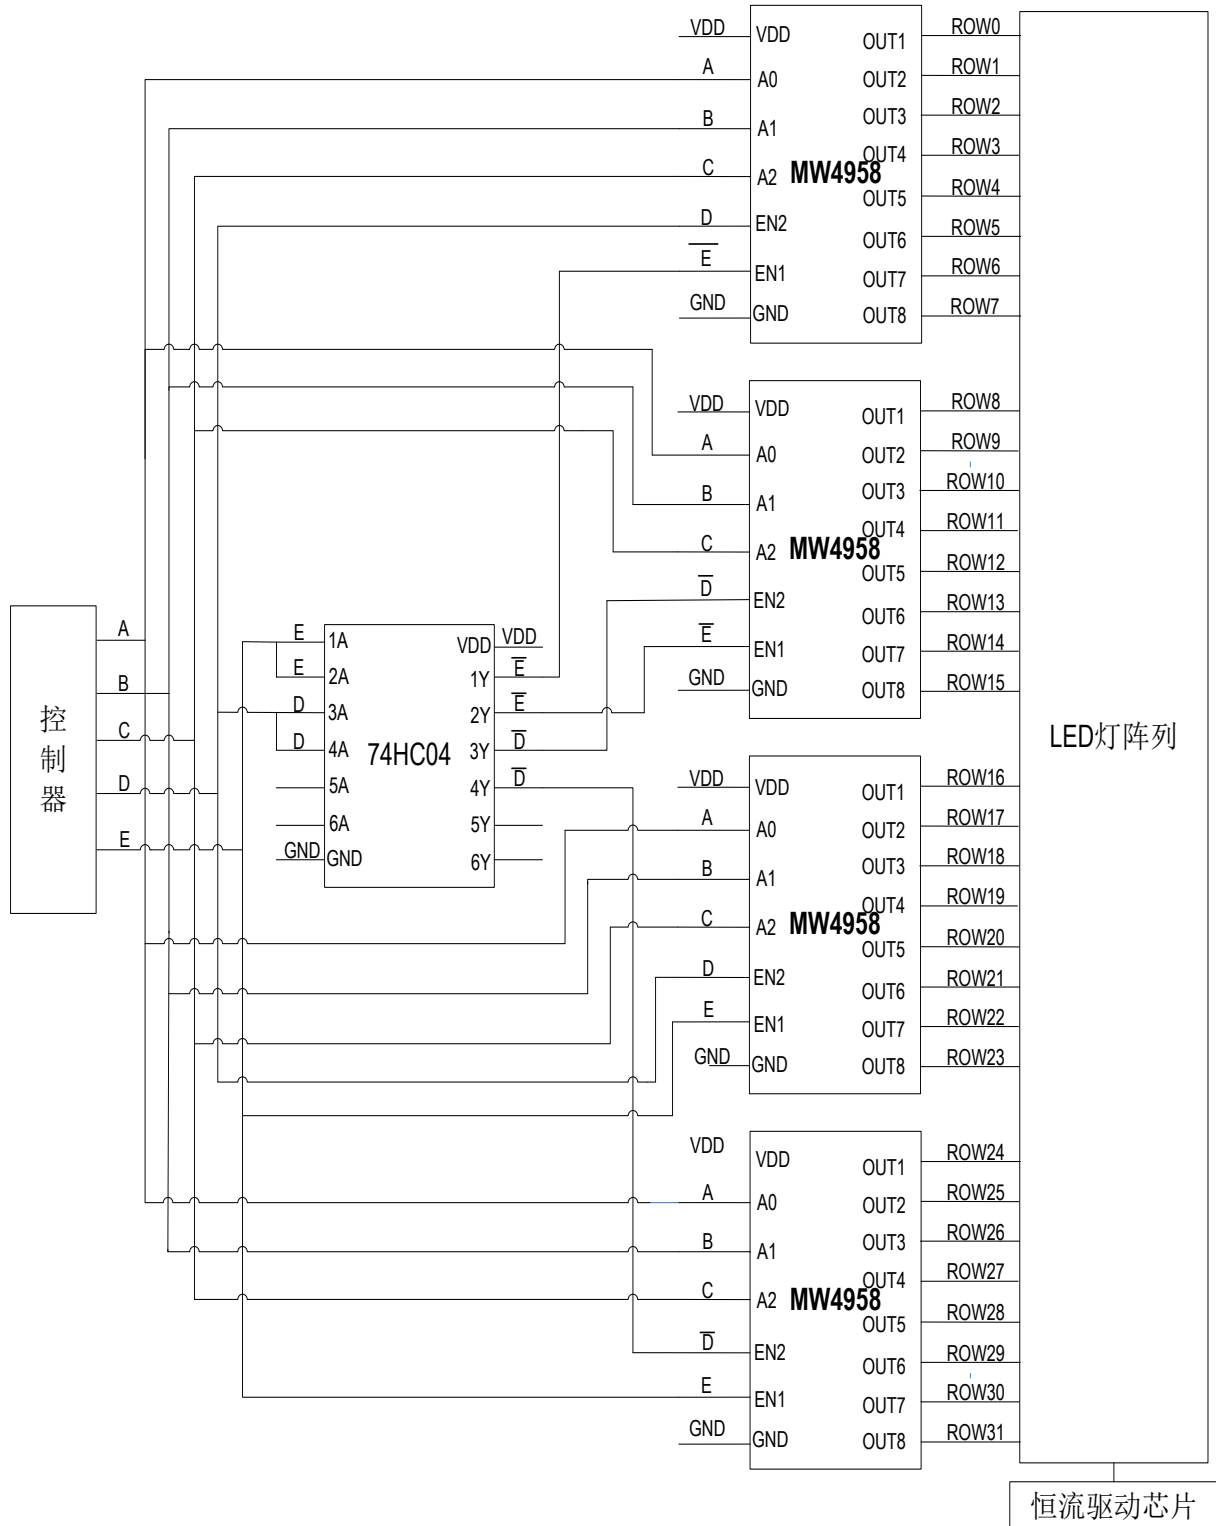 VDD
VDD
A
A0
B
A1
C
A2
D
EN2
E
EN1
GND
GND
MW4958
OUT1
OUT2
OUT3
OUT4
OUT5
OUT6
OUT7
OUT8
ROW0
ROW1
ROW2
ROW3
ROW4
ROW5
ROW6
ROW7
VDD
VDD
A
A0
B
A1
C
A2
D
EN2
E
EN1
GND
GND
MW4958
OUT1
OUT2
OUT3
OUT4
OUT5
OUT6
OUT7
OUT8
ROW8
ROW9
ROW10
ROW11
ROW12
ROW13
ROW14
ROW15
控制器
A
B
C
D
E
E
1A
E
2A
D
3A
D
4A
5A
6A
GND
GND
74HC04
VDD
VDD
1Y
E
2Y
E
3Y
D
4Y
D
5Y
6Y
LED灯阵列
VDD
VDD
A
A0
B
A1
C
A2
D
EN2
E
EN1
GND
GND
MW4958
OUT1
OUT2
OUT3
OUT4
OUT5
OUT6
OUT7
OUT8
ROW16
ROW17
ROW18
ROW19
ROW20
ROW21
ROW22
ROW23
VDD
VDD
A
A0
B
A1
C
A2
D
EN2
E
EN1
GND
GND
MW4958
OUT1
OUT2
OUT3
OUT4
OUT5
OUT6
OUT7
OUT8
ROW24
ROW25
ROW26
ROW27
ROW28
ROW29
ROW30
ROW31
恒流驱动芯片